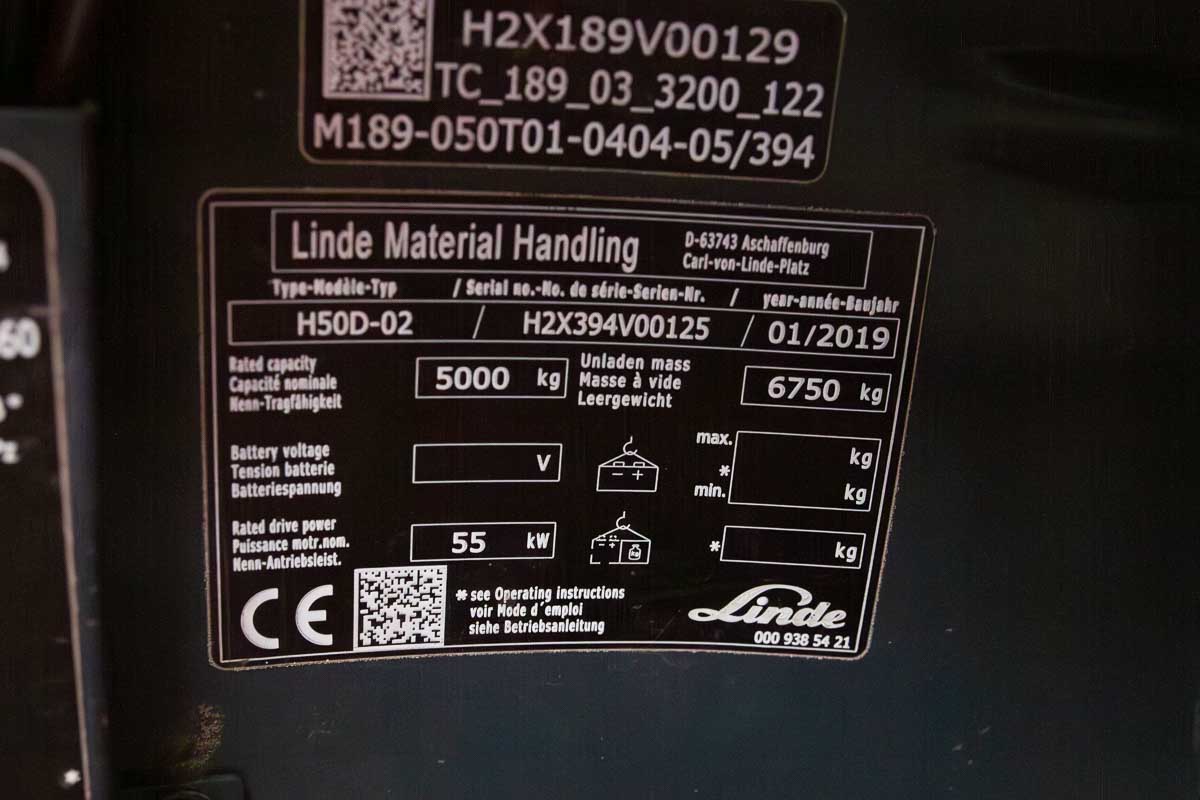 H2X189V00129
TC_189_03_3200_122
M189-050T01-0404-05/394
Linde Material Handling
D-63743 Aschaffenburg
Carl-von-Linde-Platz
Type-Modèle-Typ / Serial no.-No. de série-Serien-Nr. / year-année-Baujahr
H50D-02 / H2X394V00125 / 01/2019
Rated capacity
Capacité nominale
Nenn-Tragfähigkeit
5000 kg
Unladen mass
Masse à vide
Leergewicht
6750 kg
Battery voltage
Tension batterie
Batteriespannung
V
max. kg
*
min. kg
Rated drive power
Puissance motr.nom.
Nenn-Antriebsleist.
55 kW
* kg
CE
* see Operating instructions
voir Mode d´emploi
siehe Betriebsanleitung
Linde
000 938 54 21
60
*